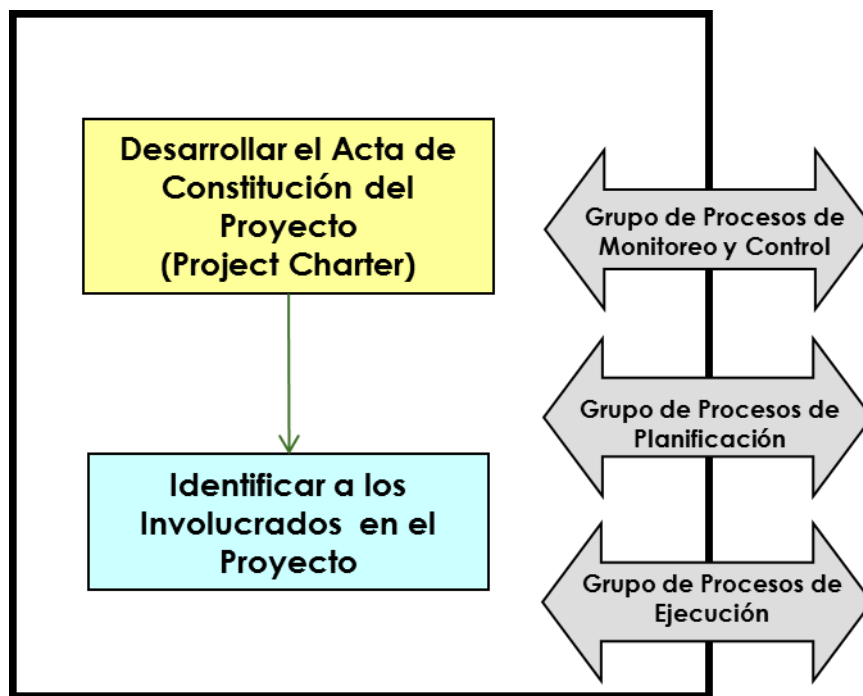 Desarrollar el Acta de
Constitución del
Proyecto
(Project Charter)
Identificar a los
Involucrados en el
Proyecto
Grupo de Procesos de
Monitoreo y Control
Grupo de Procesos de
Planificación
Grupo de Procesos de
Ejecución